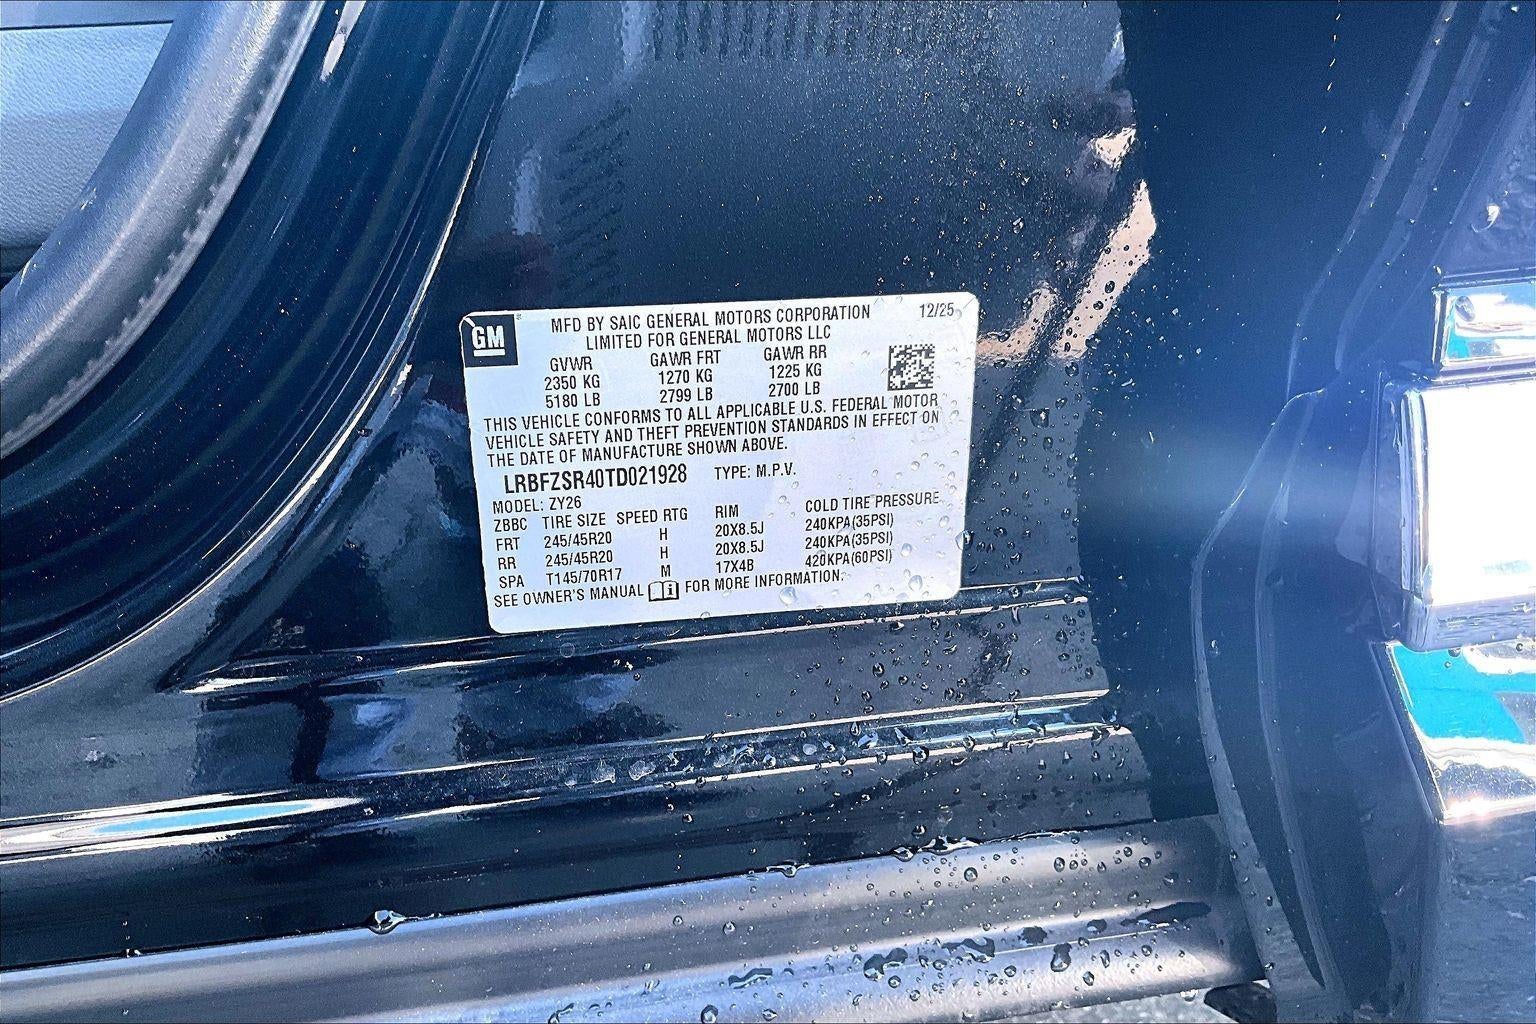 GM
MFD BY SAIC GENERAL MOTORS CORPORATION 12/25
LIMITED FOR GENERAL MOTORS LLC
GVWR GAWR FRT GAWR RR
2350 KG 1270 KG 1225 KG
5180 LB 2799 LB 2700 LB
THIS VEHICLE CONFORMS TO ALL APPLICABLE U.S. FEDERAL MOTOR
VEHICLE SAFETY AND THEFT PREVENTION STANDARDS IN EFFECT ON
THE DATE OF MANUFACTURE SHOWN ABOVE.
LRBFZSR40TD021928 TYPE: M.P.V.
MODEL: ZY26
ZBBC TIRE SIZE SPEED RTG RIM COLD TIRE PRESSURE
FRT 245/45R20 H 20X8.5J 240KPA(35PSI)
RR 245/45R20 H 20X8.5J 240KPA(35PSI)
SPA T145/70R17 M 17X4B 420KPA(60PSI)
SEE OWNER'S MANUAL FOR MORE INFORMATION.